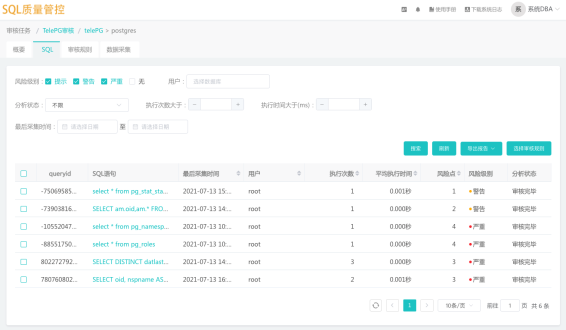 SQL质量管控
使用手册 下载系统日志 系 系统DBA
审核任务 / TelePG审核 / telePG > postgres
概要 SQL 审核规则 数据采集
风险级别： 提示 警告 严重 无 用户： 选择数据库
分析状态： 不限 执行次数大于： - + 执行时间大于(ms)： - +
最后采集时间： 请选择日期 至 请选择日期
搜索 刷新 导出报告 选择审核规则
queryid SQL语句 最后采集时间 用户 执行次数 平均执行时间 风险点 风险级别 分析状态
-75069585... select * from pg_stat_sta... 2021-07-13 15:... root 1 0.001秒 1 警告 审核完毕
-73903816... SELECT am.oid,am.* FRO... 2021-07-13 14:... root 1 0.000秒 2 警告 审核完毕
-10552047... select * from pg_namesp... 2021-07-13 10:... root 1 0.000秒 4 严重 审核完毕
-88551750... select * from pg_roles 2021-07-13 10:... root 1 0.000秒 4 严重 审核完毕
802272792... SELECT DISTINCT datlast... 2021-07-13 14:... root 3 0.000秒 3 严重 审核完毕
780760802... SELECT oid, nspname AS... 2021-07-13 16:... root 2 0.001秒 3 严重 审核完毕
< 1 > 10条/页 前往 1 页 共 6 条